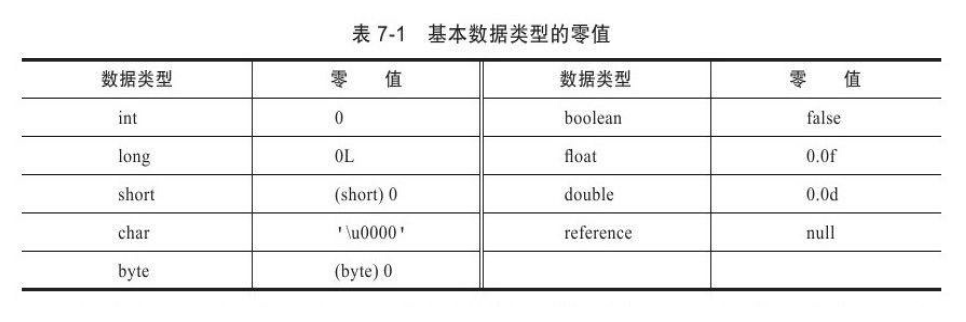 表 7-1 基本数据类型的零值
数据类型 零 值 数据类型 零 值
int 0 boolean false
long 0L float 0.0f
short (short) 0 double 0.0d
char '\u0000' reference null
byte (byte) 0